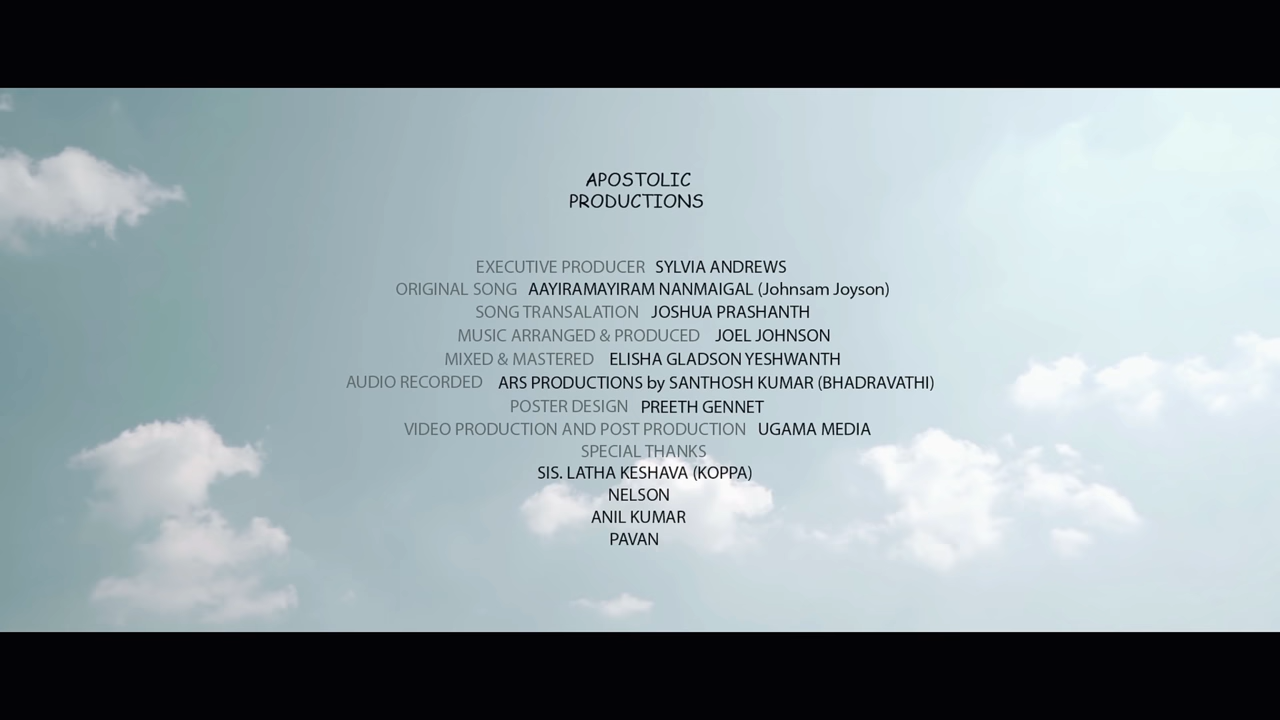 APOSTOLIC
PRODUCTIONS
EXECUTIVE PRODUCER SYLVIA ANDREWS
ORIGINAL SONG AAYIRAMAYIRAM NANMAIGAL (Johnsam Joyson)
SONG TRANSALATION JOSHUA PRASHANTH
MUSIC ARRANGED & PRODUCED JOEL JOHNSON
MIXED & MASTERED ELISHA GLADSON YESHWANTH
AUDIO RECORDED ARS PRODUCTIONS by SANTHOSH KUMAR (BHADRAVATHI)
POSTER DESIGN PREETH GENNET
VIDEO PRODUCTION AND POST PRODUCTION UGAMA MEDIA
SPECIAL THANKS
SIS. LATHA KESHAVA (KOPPA)
NELSON
ANIL KUMAR
PAVAN